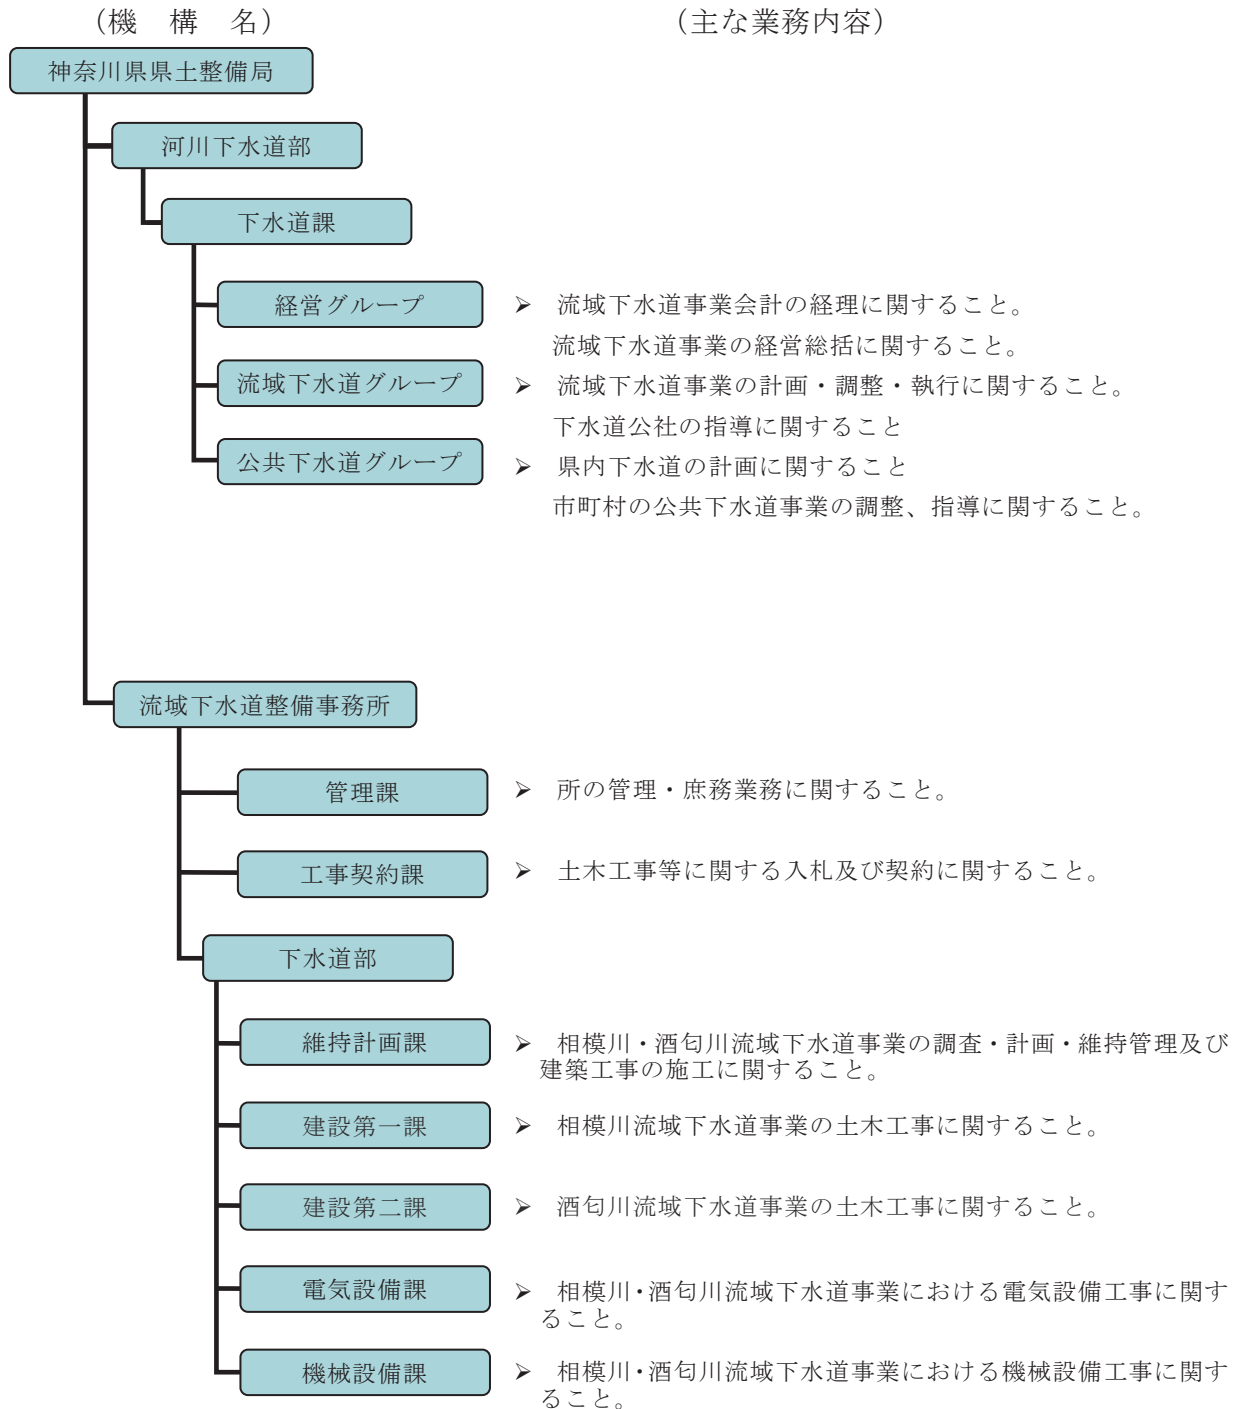 (機　構　名)
(主な業務内容)
神奈川県県土整備局
河川下水道部
下水道課
経営グループ
➢ 流域下水道事業会計の経理に関すること。
流域下水道事業の経営総括に関すること。
流域下水道グループ
➢ 流域下水道事業の計画・調整・執行に関すること。
下水道公社の指導に関すること
公共下水道グループ
➢ 県内下水道の計画に関すること
市町村の公共下水道事業の調整、指導に関すること。
流域下水道整備事務所
管理課
➢ 所の管理・庶務業務に関すること。
工事契約課
➢ 土木工事等に関する入札及び契約に関すること。
下水道部
維持計画課
➢ 相模川・酒匂川流域下水道事業の調査・計画・維持管理及び
建築工事の施工に関すること。
建設第一課
➢ 相模川流域下水道事業の土木工事に関すること。
建設第二課
➢ 酒匂川流域下水道事業の土木工事に関すること。
電気設備課
➢ 相模川・酒匂川流域下水道事業における電気設備工事に関す
ること。
機械設備課
➢ 相模川・酒匂川流域下水道事業における機械設備工事に関す
ること。